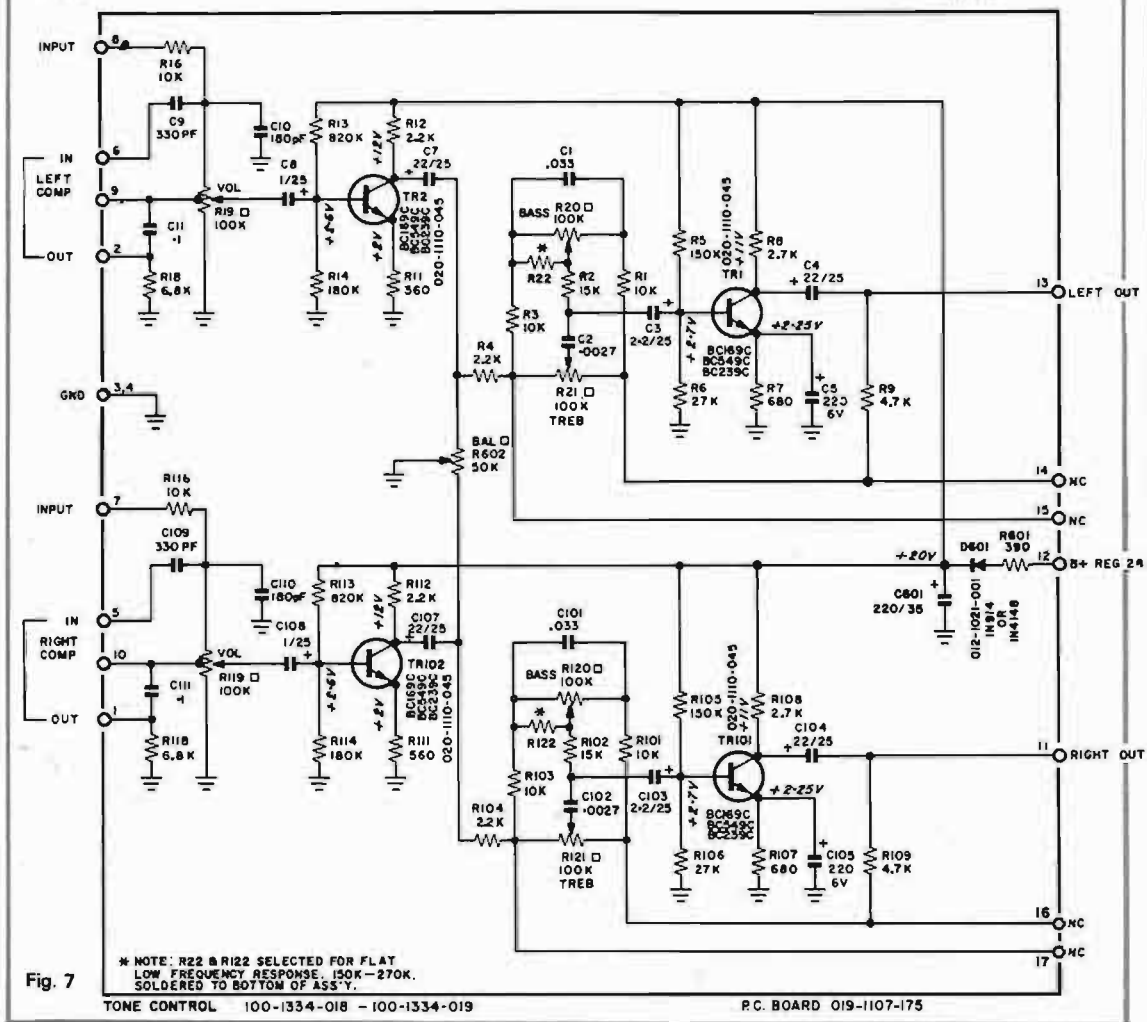 INPUT
8
R16
10K
C9
330PF
C10
180pF
R13
820K
R12
2.2K
+12V
C7
22/25
IN
6
LEFT
COMP
9
VOL
R19
100K
C8
1/25
+2·6V
TR2
BC169C
BC549C
BC239C
020-1110-045
+2V
C11
·1
OUT
2
R18
6.8K
R14
180K
R11
560
C1
.033
BASS
R20
100K
*
R22
R2
15K
R1
10K
R3
10K
C2
·0027
C3
2·2/25
R4
2.2K
R21
100K
TREB
R5
150K
020-1110-045
+11V
R8
2.7K
TR1
C4
22/25
+2·25V
+2·7V
BC169C
BC549C
BC239C
R6
27K
R7
680
C5
220
6V
R9
4.7K
13
LEFT OUT
GND
3,4
BAL
R602
50K
14
NC
15
NC
INPUT
7
R116
10K
C109
330PF
C110
180pF
R113
820K
R112
2.2K
+12V
C107
22/25
IN
5
RIGHT
COMP
10
VOL
R119
100K
C108
1/25
+2·6V
TR102
BC169C
BC549C
BC239C
020-1110-045
+2V
C111
·1
OUT
1
R118
6.8K
R114
180K
R111
560
+20V
D601
R601
390
12
B+ REG 24
C601
220/35
012-1021-001
IN914
OR
IN4148
C101
.033
BASS
R120
100K
*
R122
R102
15K
R101
10K
R103
10K
C102
·0027
C103
2·2/25
R104
2.2K
R121
100K
TREB
R105
150K
020-1110-045
+11V
R108
2.7K
TR101
C104
22/25
+2·25V
+2·7V
BC169C
BC549C
BC239C
R106
27K
R107
680
C105
220
6V
R109
4.7K
11
RIGHT OUT
16
NC
17
NC
* NOTE: R22 & R122 SELECTED FOR FLAT
LOW FREQUENCY RESPONSE. 150K-270K.
SOLDERED TO BOTTOM OF ASS'Y.
Fig. 7
TONE CONTROL 100-1334-018 - 100-1334-019
P.C. BOARD 019-1107-175